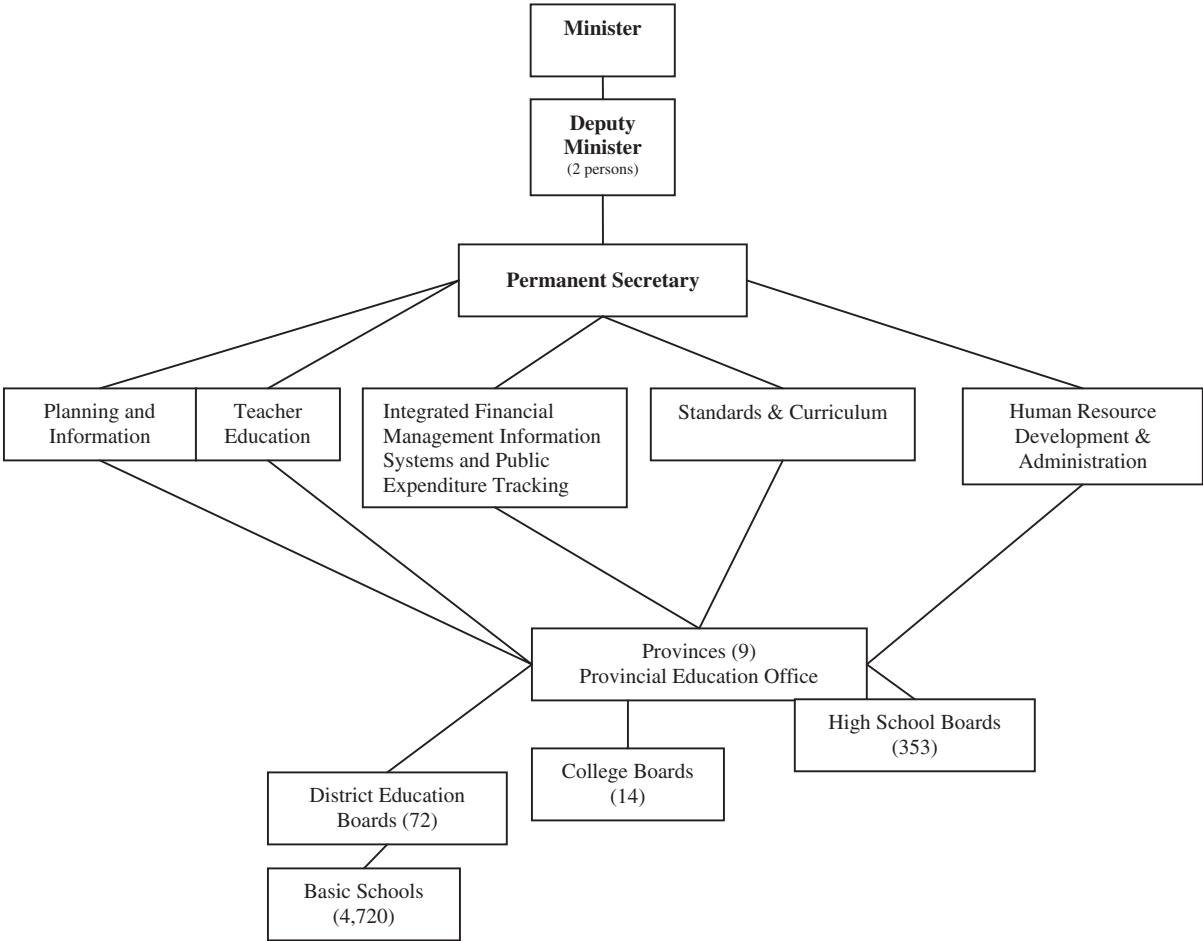 Minister
Deputy
Minister
(2 persons)
Permanent Secretary
Planning and
Information
Teacher
Education
Integrated Financial
Management Information
Systems and Public
Expenditure Tracking
Standards & Curriculum
Human Resource
Development &
Administration
Provinces (9)
Provincial Education Office
High School Boards
(353)
College Boards
(14)
District Education
Boards (72)
Basic Schools
(4,720)